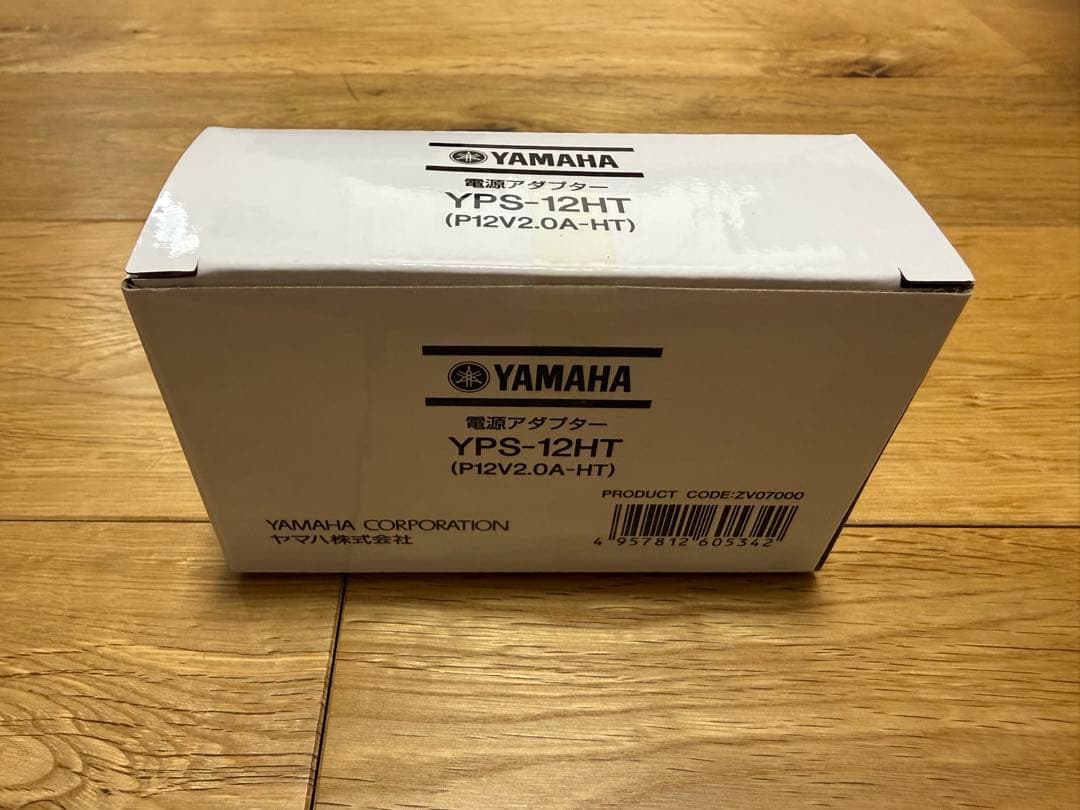 YAMAHA
電源アダプター
YPS-12HT
(P12V2.0A-HT)
YAMAHA
電源アダプター
YPS-12HT
(P12V2.0A-HT)
PRODUCT CODE:ZV07000
4 957812 605342
YAMAHA CORPORATION
ヤマハ株式会社